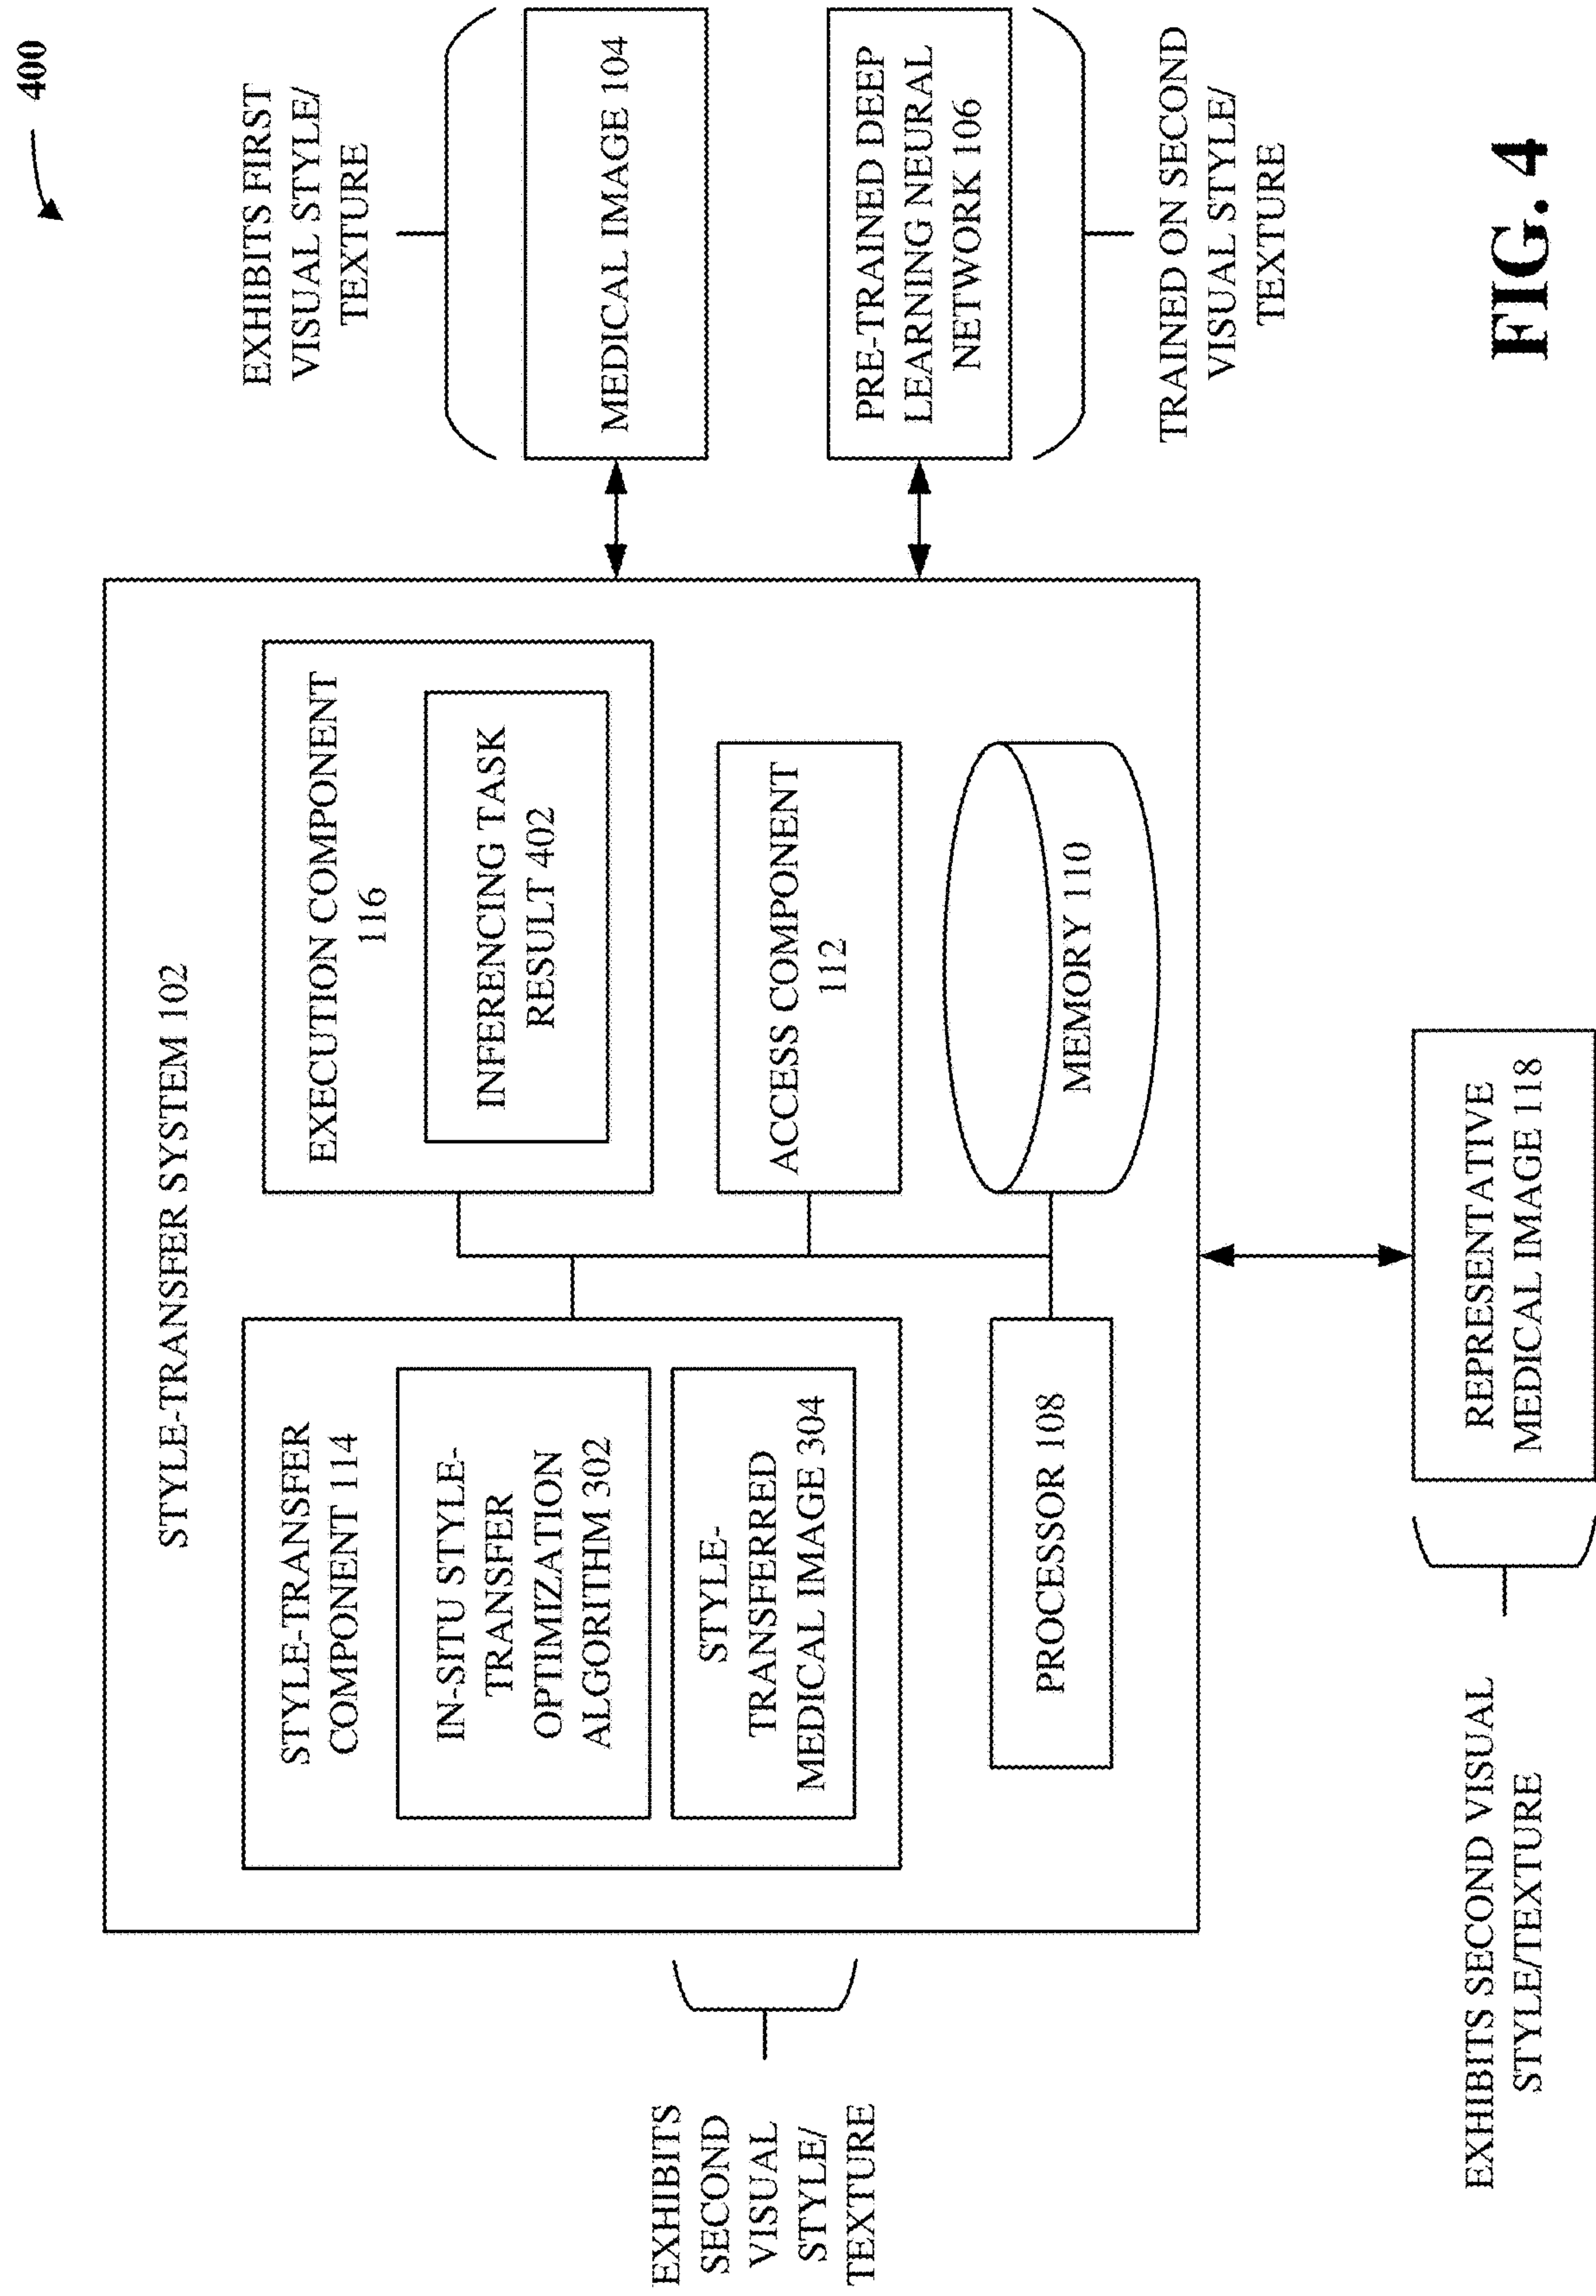 400
STYLE-TRANSFER SYSTEM 102
STYLE-TRANSFER
COMPONENT 114
IN-SITU STYLE-
TRANSFER
OPTIMIZATION
ALGORITHM 302
STYLE-
TRANSFERRED
MEDICAL IMAGE 304
PROCESSOR 108
EXECUTION COMPONENT
116
INFERENCING TASK
RESULT 402
ACCESS COMPONENT
112
MEMORY 110
EXHIBITS FIRST
VISUAL STYLE/
TEXTURE
MEDICAL IMAGE 104
PRE-TRAINED DEEP
LEARNING NEURAL
NETWORK 106
TRAINED ON SECOND
VISUAL STYLE/
TEXTURE
EXHIBITS
SECOND
VISUAL
STYLE/
TEXTURE
EXHIBITS SECOND VISUAL
STYLE/TEXTURE
REPRESENTATIVE
MEDICAL IMAGE 118
FIG. 4